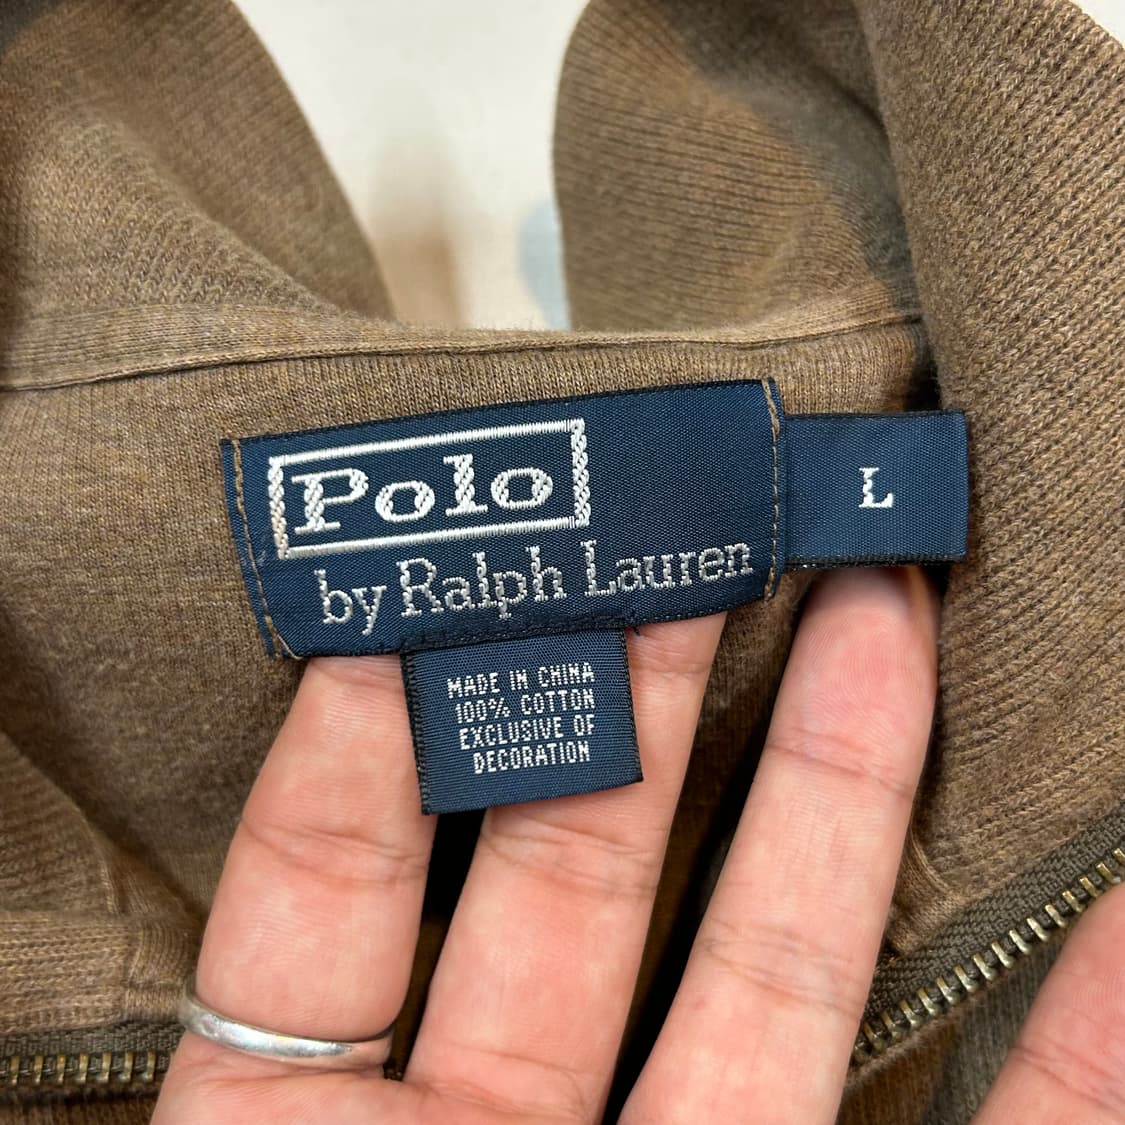 Polo
by Ralph Lauren
L
MADE IN CHINA
100% COTTON
EXCLUSIVE OF
DECORATION